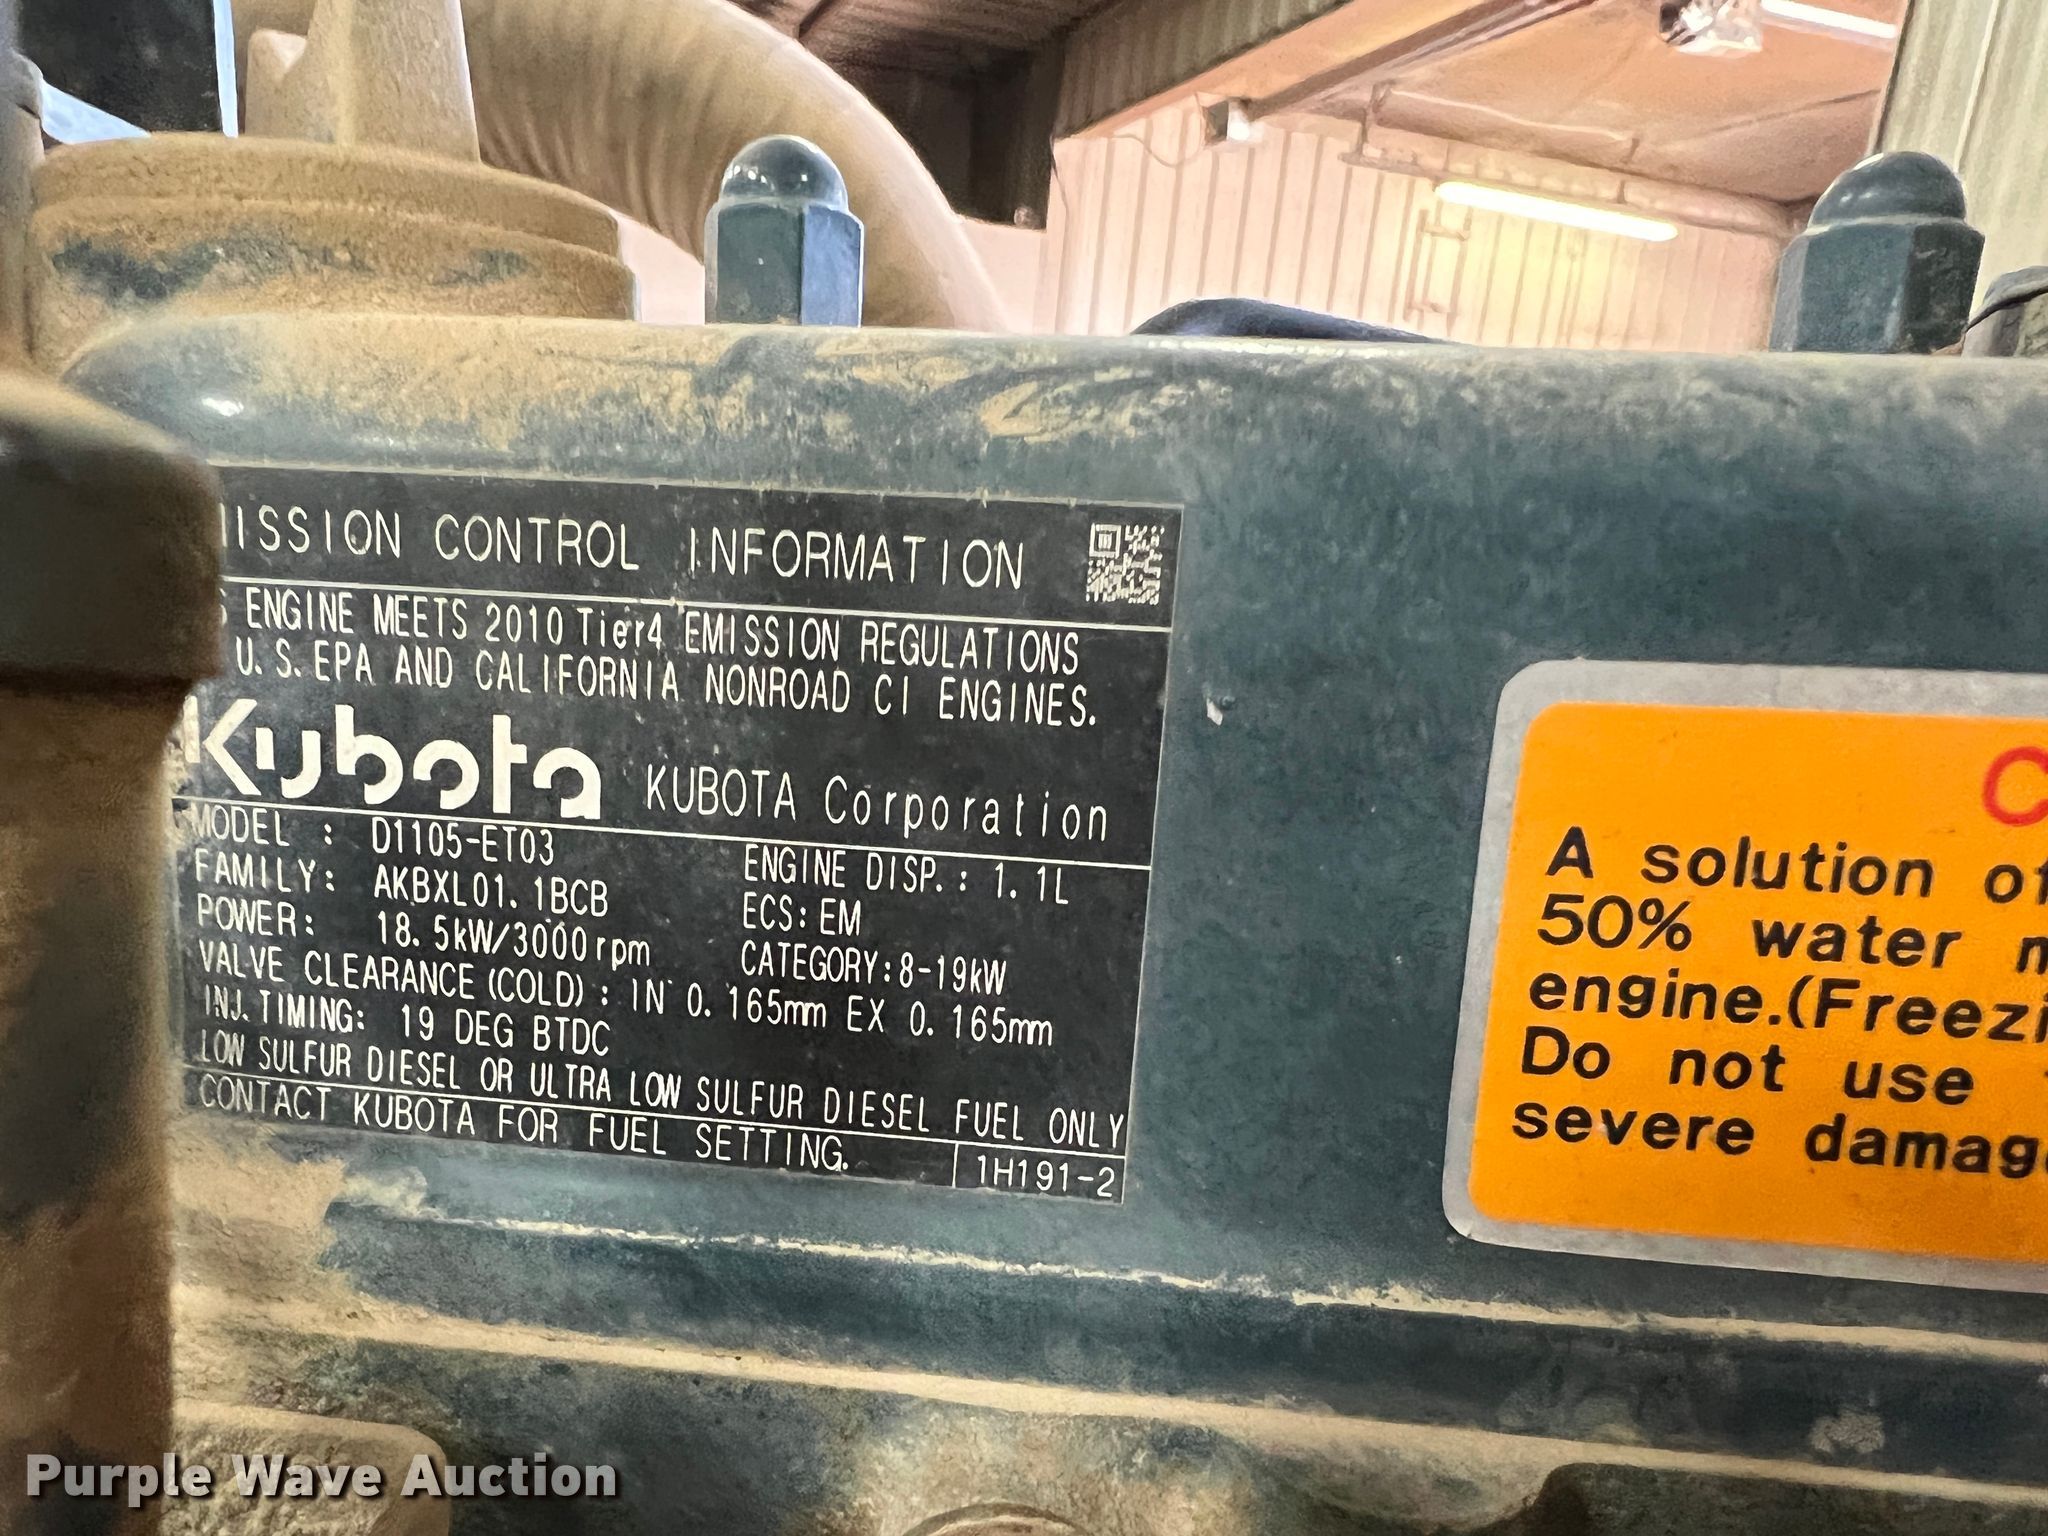 MISSION CONTROL INFORMATION
S ENGINE MEETS 2010 Tier4 EMISSION REGULATIONS
U.S.EPA AND CALIFORNIA NONROAD CI ENGINES.
Kubota KUBOTA Corporation
MODEL : D1105-ET03 ENGINE DISP.: 1.1L
FAMILY: AKBXL01.1BCB ECS: EM
POWER: 18.5kW/3000rpm CATEGORY:8-19kW
VALVE CLEARANCE(COLD): IN 0.165mm EX 0.165mm
INJ.TIMING: 19 DEG BTDC
LOW SULFUR DIESEL OR ULTRA LOW SULFUR DIESEL FUEL ONLY
CONTACT KUBOTA FOR FUEL SETTING.
1H191-2
C
A solution of
50% water m
engine.(Freezi
Do not use
severe damag
Purple Wave Auction